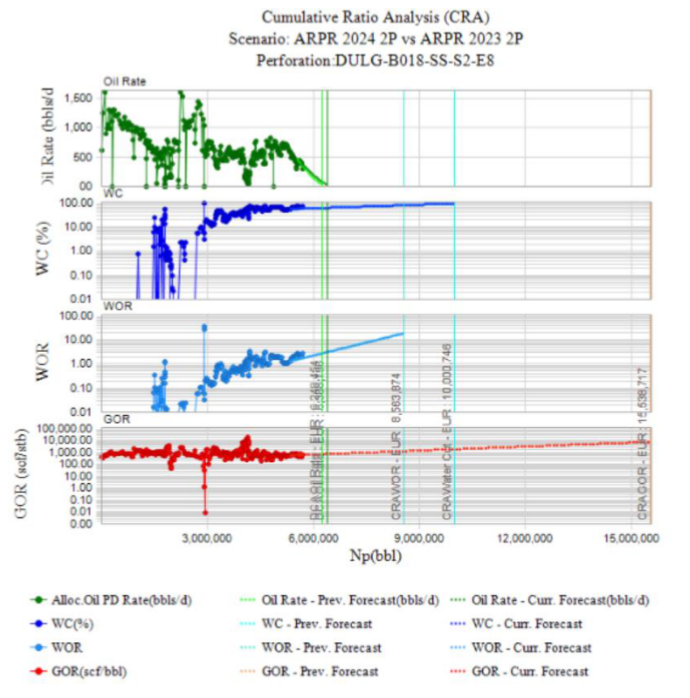 Cumulative Ratio Analysis (CRA)
Scenario: ARPR 2024 2P vs ARPR 2023 2P
Perforation:DULG-B018-SS-S2-E8
Oil Rate
Oil Rate (bbls/d
1,500
1,000
500
00
WC
WC (%)
100.00
10.00
1.00
0.10
0.01
WOR
WOR
100.00
10.00
1.00
0.10
0.01
GOR
GOR (scf/stb)
100,000.00
10,000.00
1,000.00
100.00
10.00
1.00
0.10
0.01
0.00
CRAWOR - EUR : 8,563,874
CRAWater Cut - EUR : 10,000,746
CRAGOR - EUR : 15,538,717
3,000,000
6,000,000
9,000,000
12,000,000
15,000,000
Np(bbl)
Alloc.Oil PD Rate(bbls/d)
Oil Rate - Prev. Forecast(bbls/d)
Oil Rate - Curr. Forecast(bbls/d)
WC(%)
WC - Prev. Forecast
WC - Curr. Forecast
WOR
WOR - Prev. Forecast
WOR - Curr. Forecast
GOR(scf/bbl)
GOR - Prev. Forecast
GOR - Curr. Forecast